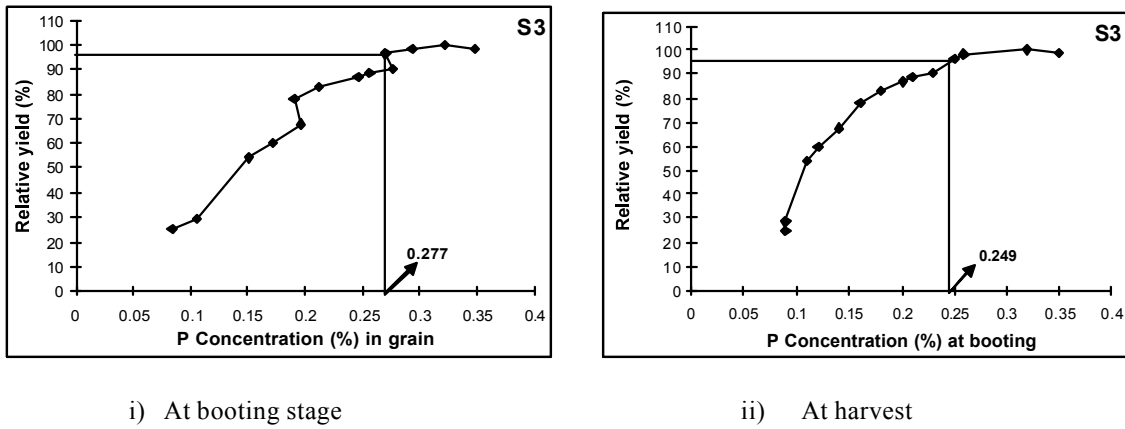 S3
Relative yield (%)
110
100
90
80
70
60
50
40
30
20
10
0
0.277
0 0.05 0.1 0.15 0.2 0.25 0.3 0.35 0.4
P Concentration (%) in grain
S3
Relative yield (%)
110
100
90
80
70
60
50
40
30
20
10
0
0.249
0 0.05 0.1 0.15 0.2 0.25 0.3 0.35 0.4
P Concentration (%) at booting
i) At booting stage
ii) At harvest